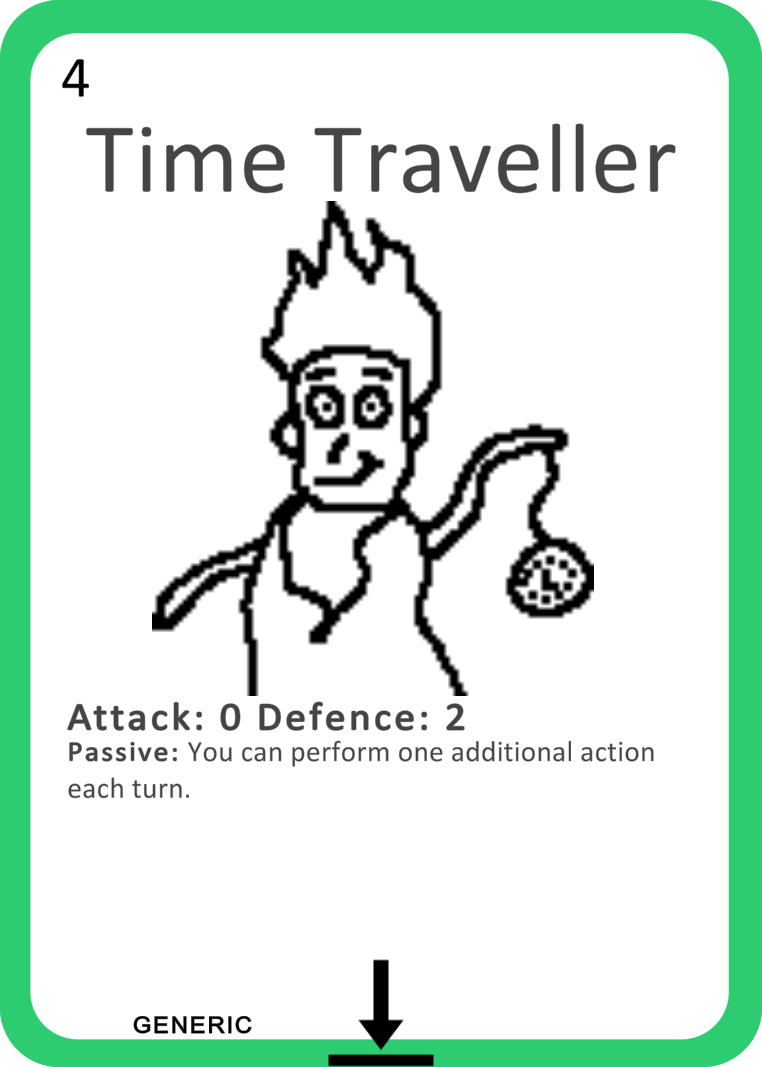 4
Time Traveller
Attack: 0 Defence: 2
Passive: You can perform one additional action
each turn.
GENERIC